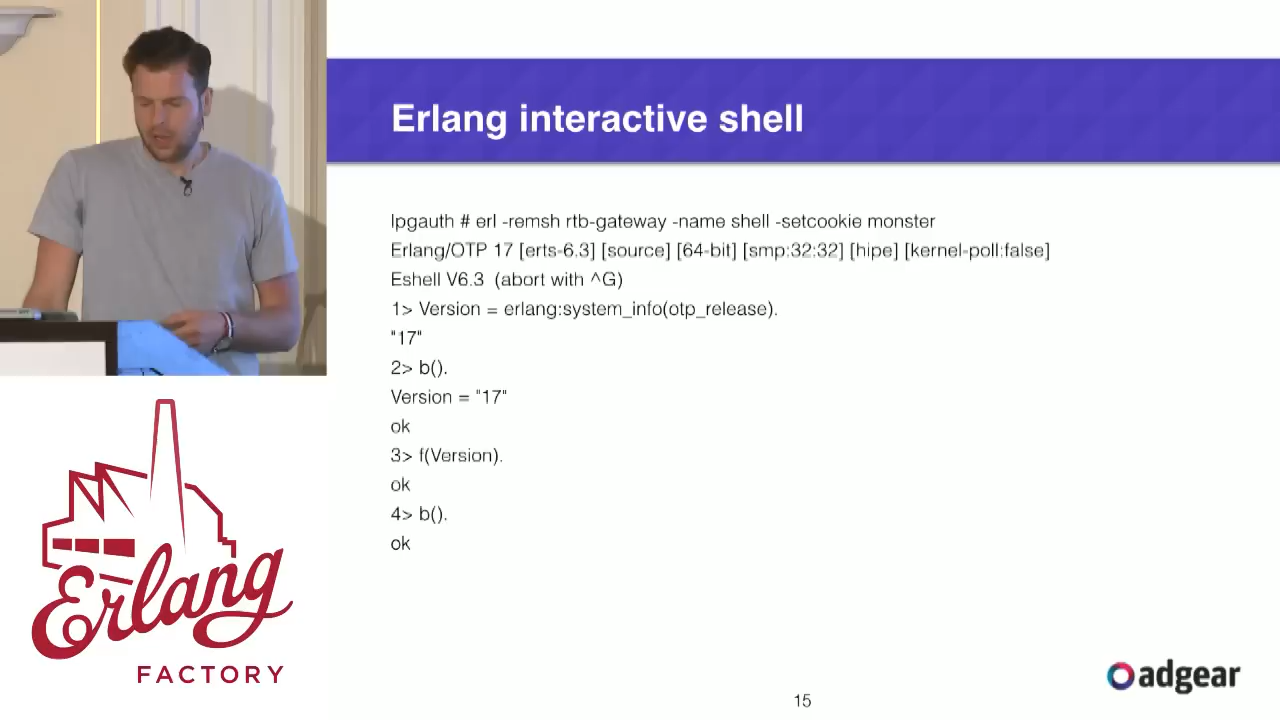 Erlang interactive shell
lpgauth # erl -remsh rtb-gateway -name shell -setcookie monster
Erlang/OTP 17 [erts-6.3] [source] [64-bit] [smp:32:32] [hipe] [kernel-poll:false]
Eshell V6.3  (abort with ^G)
1> Version = erlang:system_info(otp_release).
"17"
2> b().
Version = "17"
ok
3> f(Version).
ok
4> b().
ok
Erlang
FACTORY
adgear
15